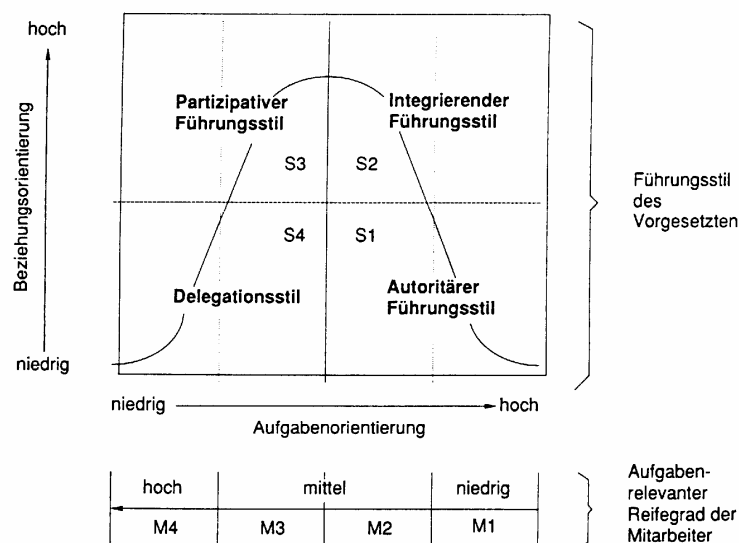 hoch
Beziehungsorientierung
niedrig
Partizipativer
Führungsstil
Integrierender
Führungsstil
S3
S2
S4
S1
Delegationsstil
Autoritärer
Führungsstil
Führungsstil
des
Vorgesetzten
niedrig
hoch
Aufgabenorientierung
hoch
mittel
niedrig
M4
M3
M2
M1
Aufgaben-
relevanter
Reifegrad der
Mitarbeiter